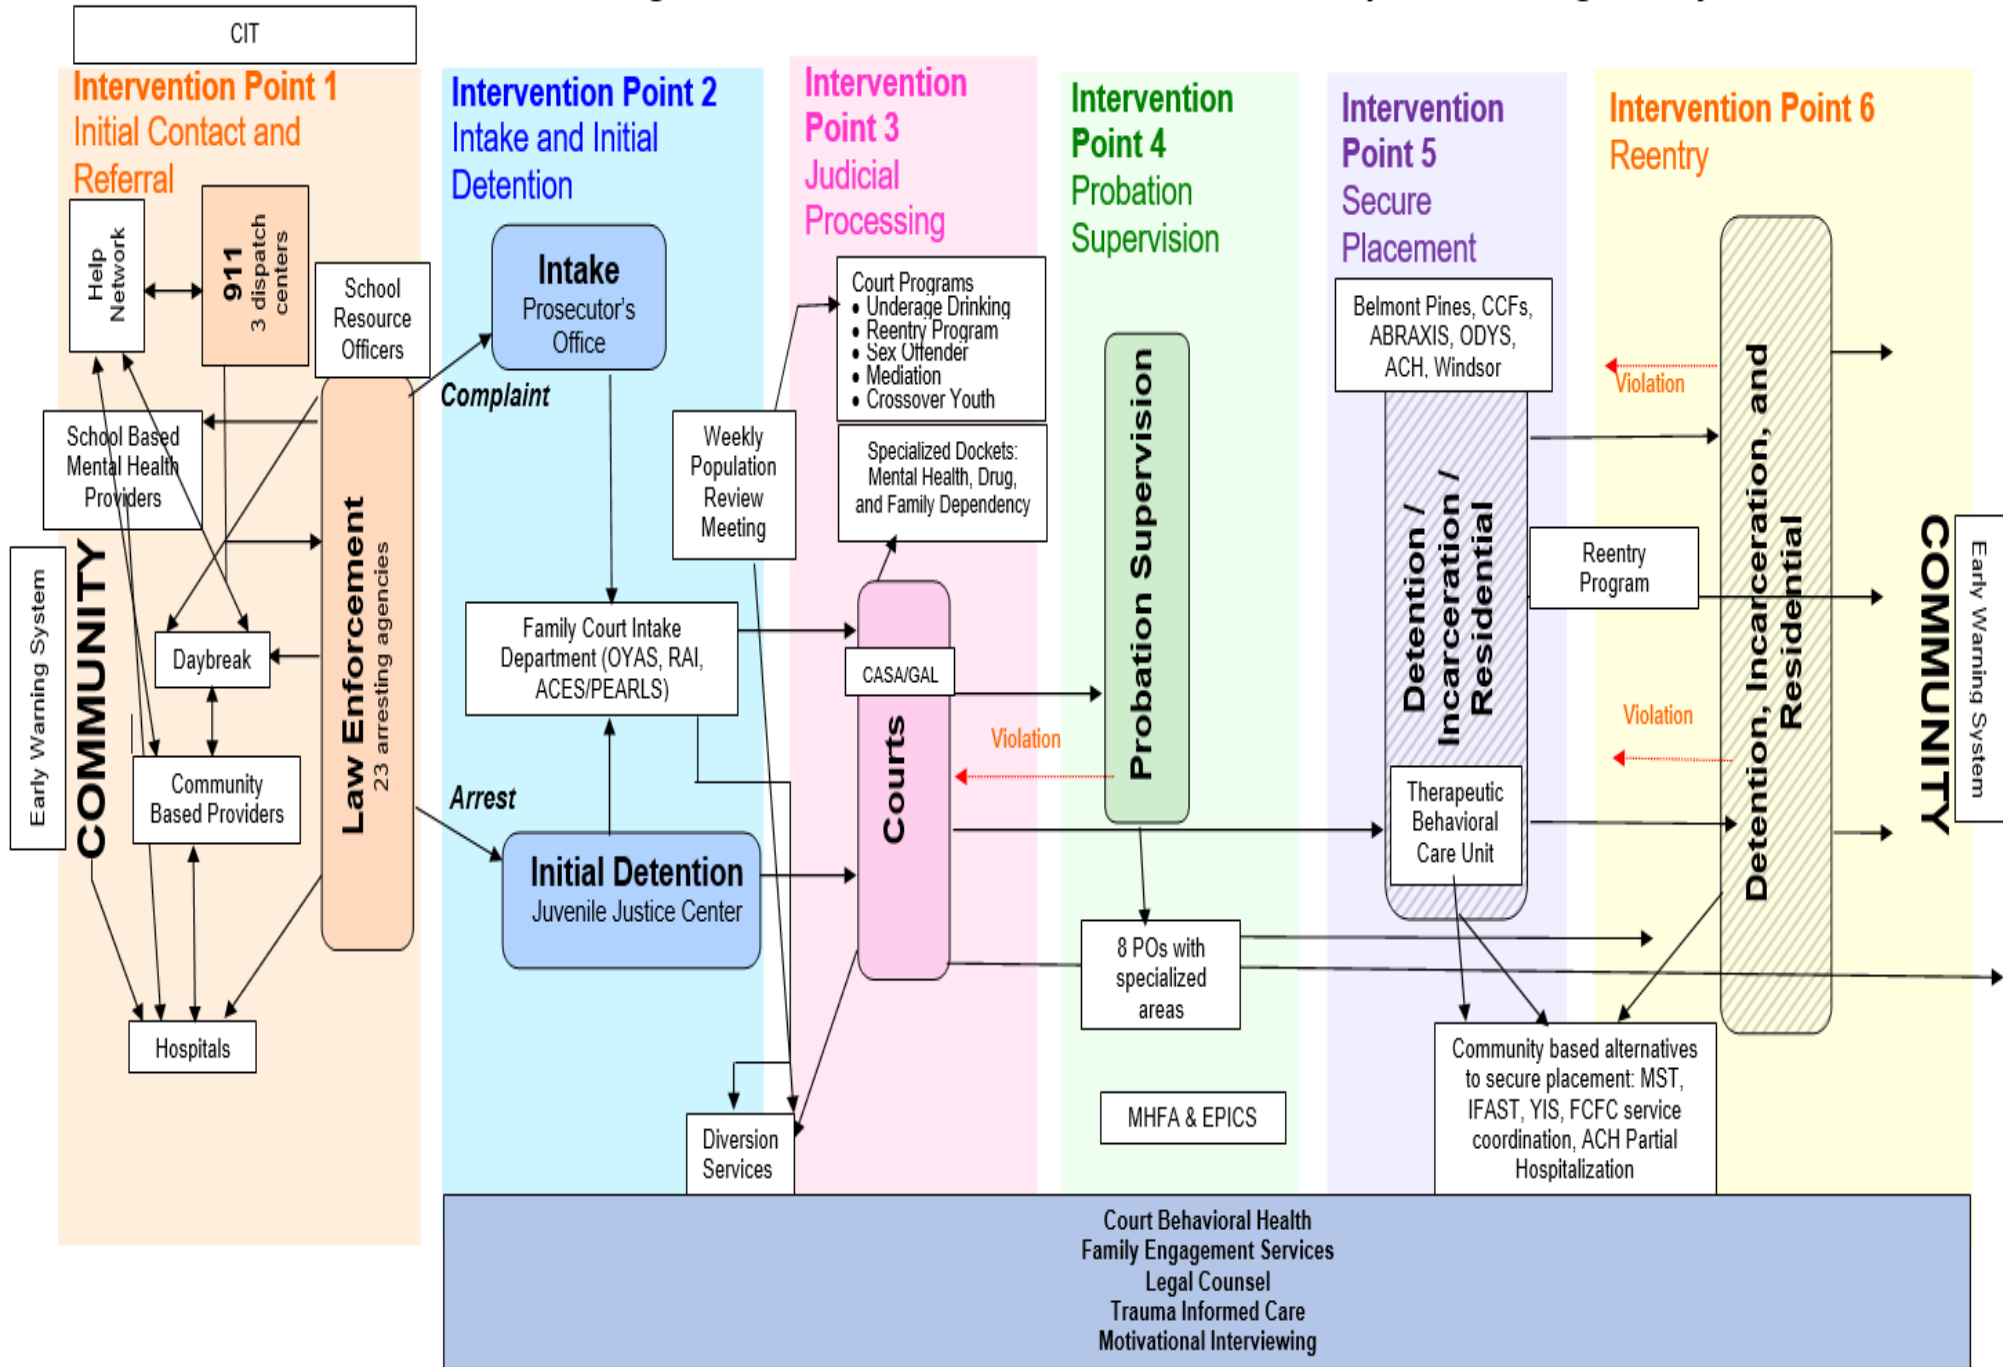 CIT
Intervention Point 1
Initial Contact and
Referral
Help
Network
911
3 dispatch
centers
School
Resource
Officers
School Based
Mental Health
Providers
Early Warning System
COMMUNITY
Daybreak
Community
Based Providers
Hospitals
Law Enforcement
23 arresting agencies
Complaint
Arrest
Intervention Point 2
Intake and Initial
Detention
Intake
Prosecutor's
Office
Weekly
Population
Review
Meeting
Family Court Intake
Department (OYAS, RAI,
ACES/PEARLS)
Initial Detention
Juvenile Justice Center
Diversion
Services
Intervention
Point 3
Judicial
Processing
Court Programs
• Underage Drinking
• Reentry Program
• Sex Offender
• Mediation
• Crossover Youth
Specialized Dockets:
Mental Health, Drug,
and Family Dependency
CASA/GAL
Courts
Violation
Intervention
Point 4
Probation
Supervision
Probation Supervision
8 POs with
specialized
areas
MHFA & EPICS
Intervention
Point 5
Secure
Placement
Belmont Pines, CCFs,
ABRAXIS, ODYS,
ACH, Windsor
Detention /
Incarceration /
Residential
Therapeutic
Behavioral
Care Unit
Reentry
Program
Community based alternatives
to secure placement: MST,
IFAST, YIS, FCFC service
coordination, ACH Partial
Hospitalization
Intervention Point 6
Reentry
Violation
Violation
Detention, Incarceration, and
Residential
COMMUNITY
Early Warning System
Court Behavioral Health
Family Engagement Services
Legal Counsel
Trauma Informed Care
Motivational Interviewing